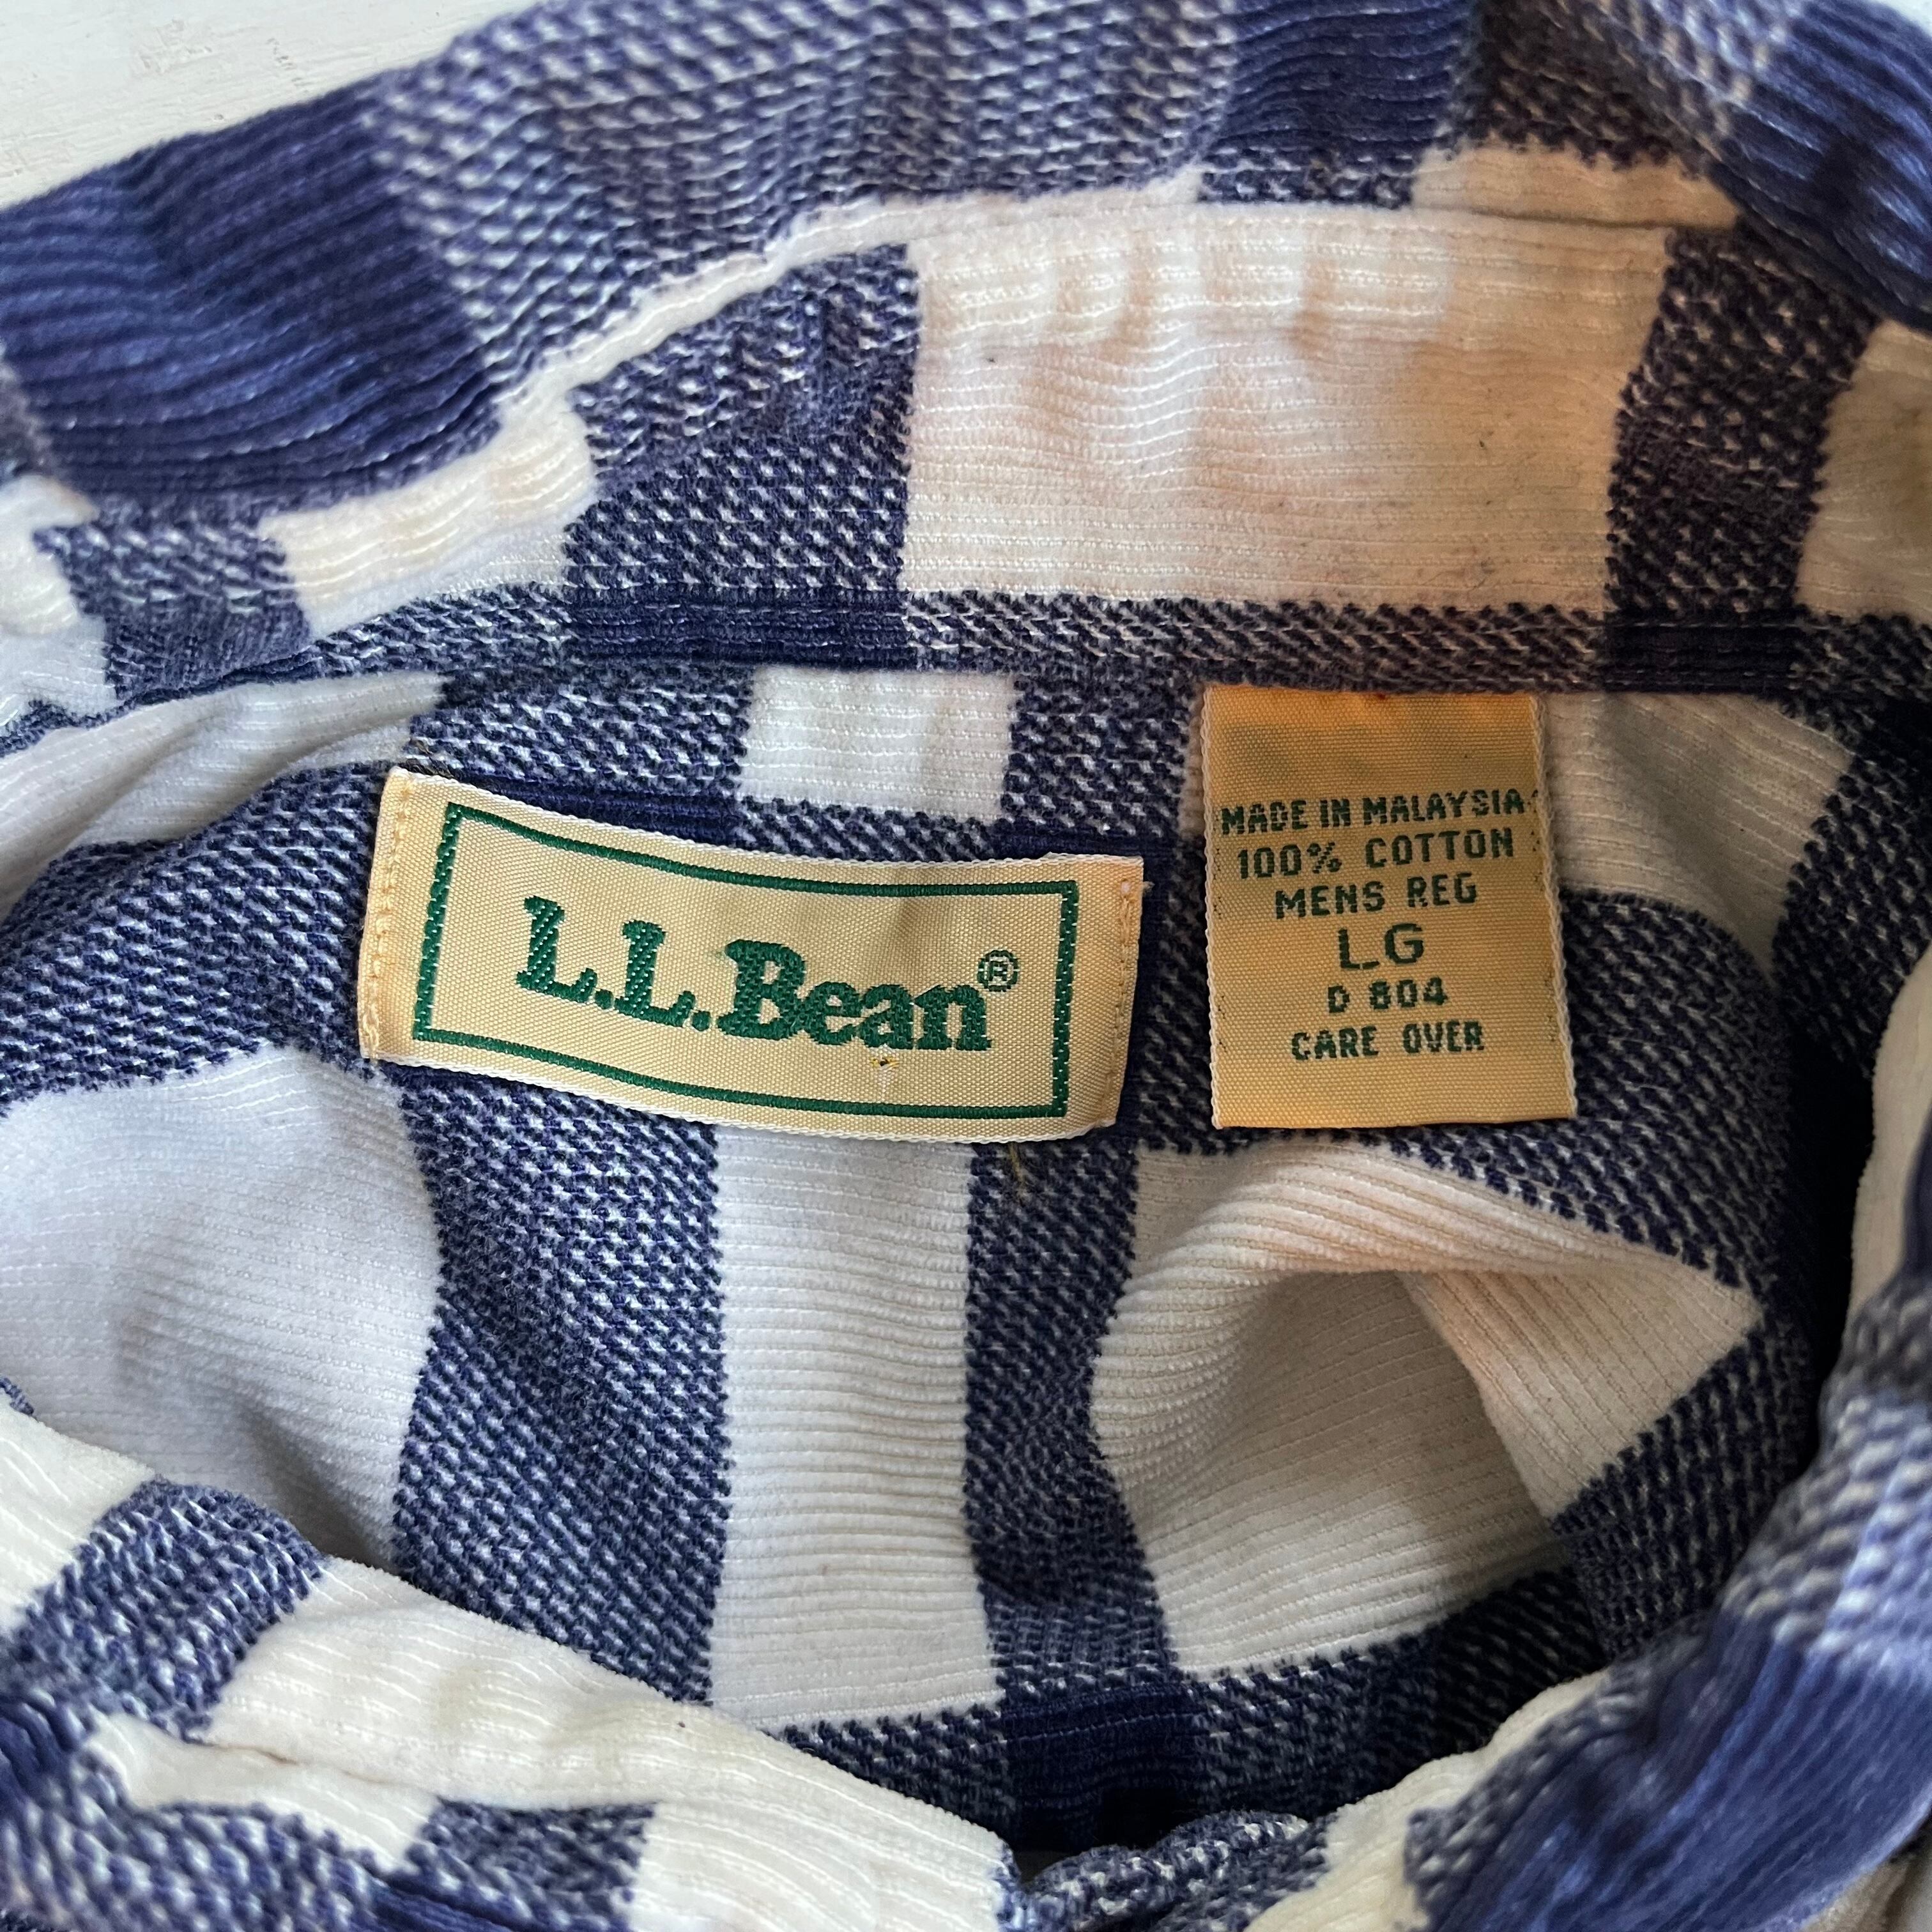 L.L.Bean®
MADE IN MALAYSIA
100% COTTON
MENS REG
LG
D 804
CARE OVER